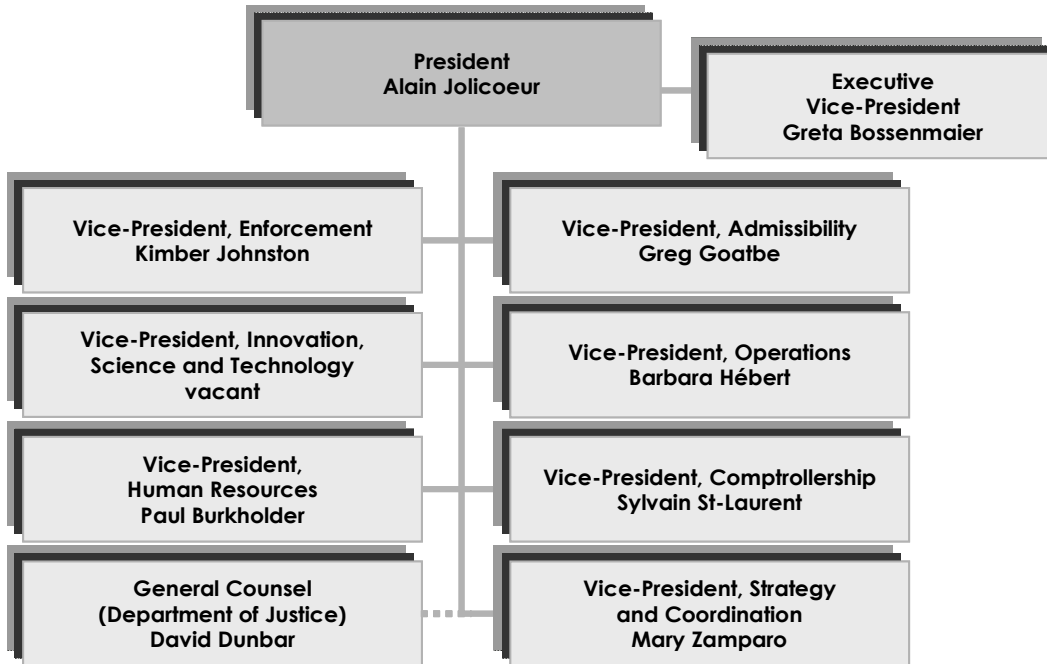 President
Alain Jolicoeur
Executive
Vice-President
Greta Bossenmaier
Vice-President, Enforcement
Kimber Johnston
Vice-President, Admissibility
Greg Goatbe
Vice-President, Innovation,
Science and Technology
vacant
Vice-President, Operations
Barbara Hébert
Vice-President,
Human Resources
Paul Burkholder
Vice-President, Comptrollership
Sylvain St-Laurent
General Counsel
(Department of Justice)
David Dunbar
Vice-President, Strategy
and Coordination
Mary Zamparo